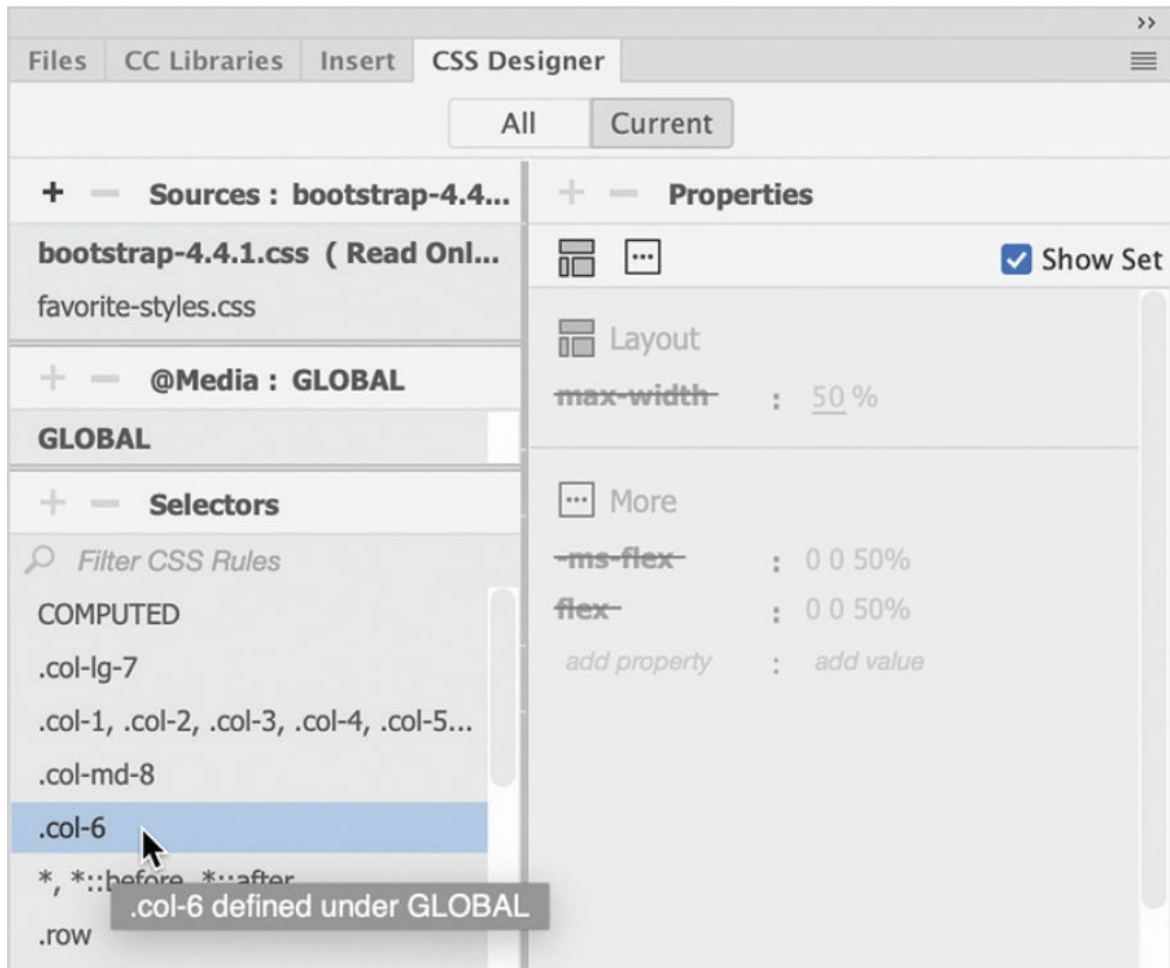 >>
Files CC Libraries Insert CSS Designer
All Current
+ − Sources : bootstrap-4.4...
bootstrap-4.4.1.css ( Read Onl...
favorite-styles.css
+ − @Media : GLOBAL
GLOBAL
+ − Selectors
Filter CSS Rules
COMPUTED
.col-lg-7
.col-1, .col-2, .col-3, .col-4, .col-5...
.col-md-8
.col-6
*, *::before, *::after
.col-6 defined under GLOBAL
.row
+ − Properties
Show Set
Layout
max-width : 50 %
More
-ms-flex : 0 0 50%
flex : 0 0 50%
add property : add value